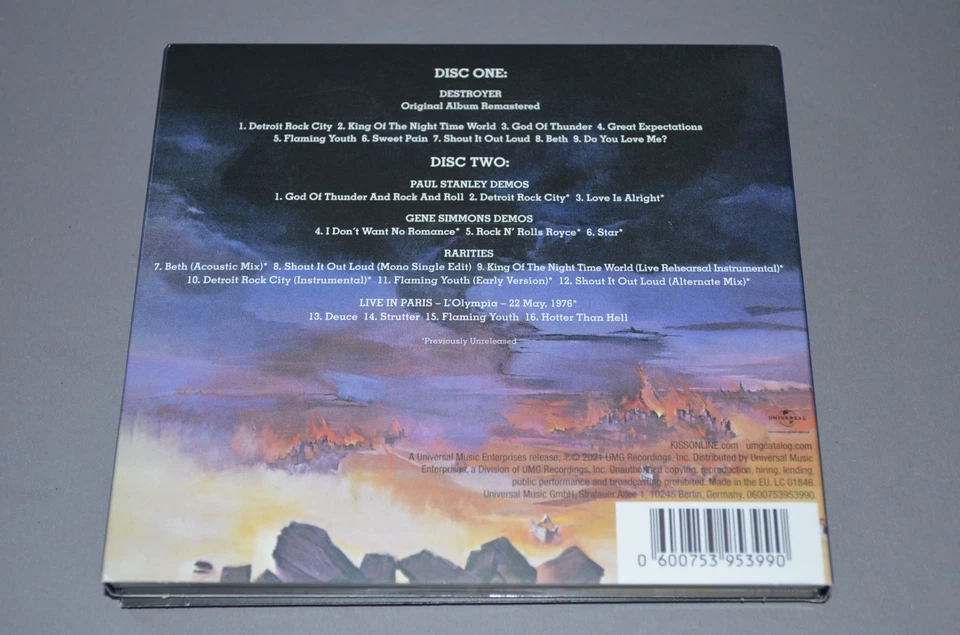 DISC ONE:
DESTROYER
Original Album Remastered
1. Detroit Rock City 2. King Of The Night Time World 3. God Of Thunder 4. Great Expectations
5. Flaming Youth 6. Sweet Pain 7. Shout It Out Loud 8. Beth 9. Do You Love Me?
DISC TWO:
PAUL STANLEY DEMOS
1. God Of Thunder And Rock And Roll 2. Detroit Rock City* 3. Love Is Alright*
GENE SIMMONS DEMOS
4. I Don't Want No Romance* 5. Rock N' Rolls Royce* 6. Star*
RARITIES
7. Beth (Acoustic Mix)* 8. Shout It Out Loud (Mono Single Edit) 9. King Of The Night Time World (Live Rehearsal Instrumental)*
10. Detroit Rock City (Instrumental)* 11. Flaming Youth (Early Version)* 12. Shout It Out Loud (Alternate Mix)*
LIVE IN PARIS – L'Olympia – 22 May, 1976*
13. Deuce 14. Strutter 15. Flaming Youth 16. Hotter Than Hell
*Previously Unreleased
UNIVERSAL
KISSONLINE.com umgcatalog.com
A Universal Music Enterprises release; ℗ © 2021 UMG Recordings, Inc. Distributed by Universal Music
Enterprises, a Division of UMG Recordings, Inc. Unauthorized copying, reproduction, hiring, lending,
public performance and broadcasting prohibited. Made in the EU. LC 01846.
Universal Music GmbH, Stralauer Allee 1, 10245 Berlin, Germany. 0600753953990.
0 600753 953990